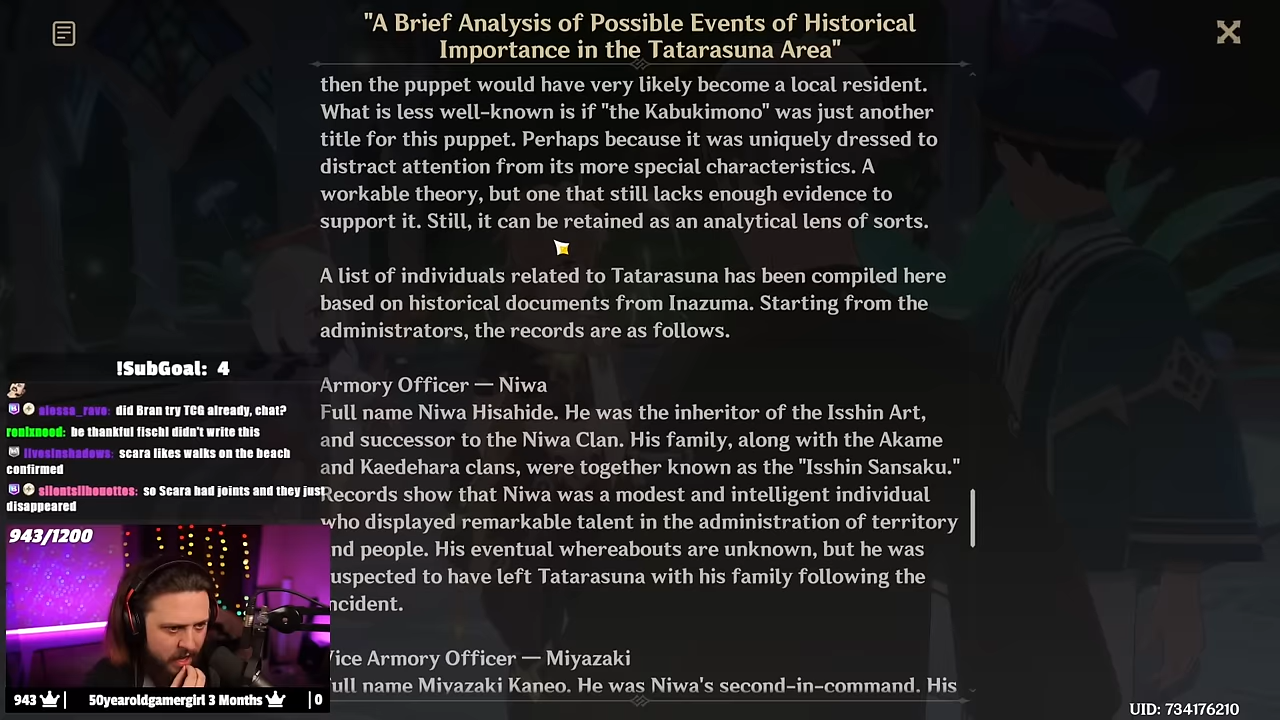 "A Brief Analysis of Possible Events of Historical
Importance in the Tatarasuna Area"
then the puppet would have very likely become a local resident.
What is less well-known is if "the Kabukimono" was just another
title for this puppet. Perhaps because it was uniquely dressed to
distract attention from its more special characteristics. A
workable theory, but one that still lacks enough evidence to
support it. Still, it can be retained as an analytical lens of sorts.
A list of individuals related to Tatarasuna has been compiled here
based on historical documents from Inazuma. Starting from the
administrators, the records are as follows.
Armory Officer — Niwa
Full name Niwa Hisahide. He was the inheritor of the Isshin Art,
and successor to the Niwa Clan. His family, along with the Akame
and Kaedehara clans, were together known as the "Isshin Sansaku."
Records show that Niwa was a modest and intelligent individual
who displayed remarkable talent in the administration of territory
nd people. His eventual whereabouts are unknown, but he was
uspected to have left Tatarasuna with his family following the
ncident.
Vice Armory Officer — Miyazaki
ull name Miyazaki Kaneo. He was Niwa's second-in-command. His
!SubGoal: 4
alessa_rave: did Bran try TCG already, chat?
ronixneed: be thankful fischl didn't write this
livesinshadows: scara likes walks on the beach
confirmed
silentsilhouettes: so Scara had joints and they just
disappeared
943/1200
943 | 50yearoldgamergirl 3 Months | 0
UID: 734176210